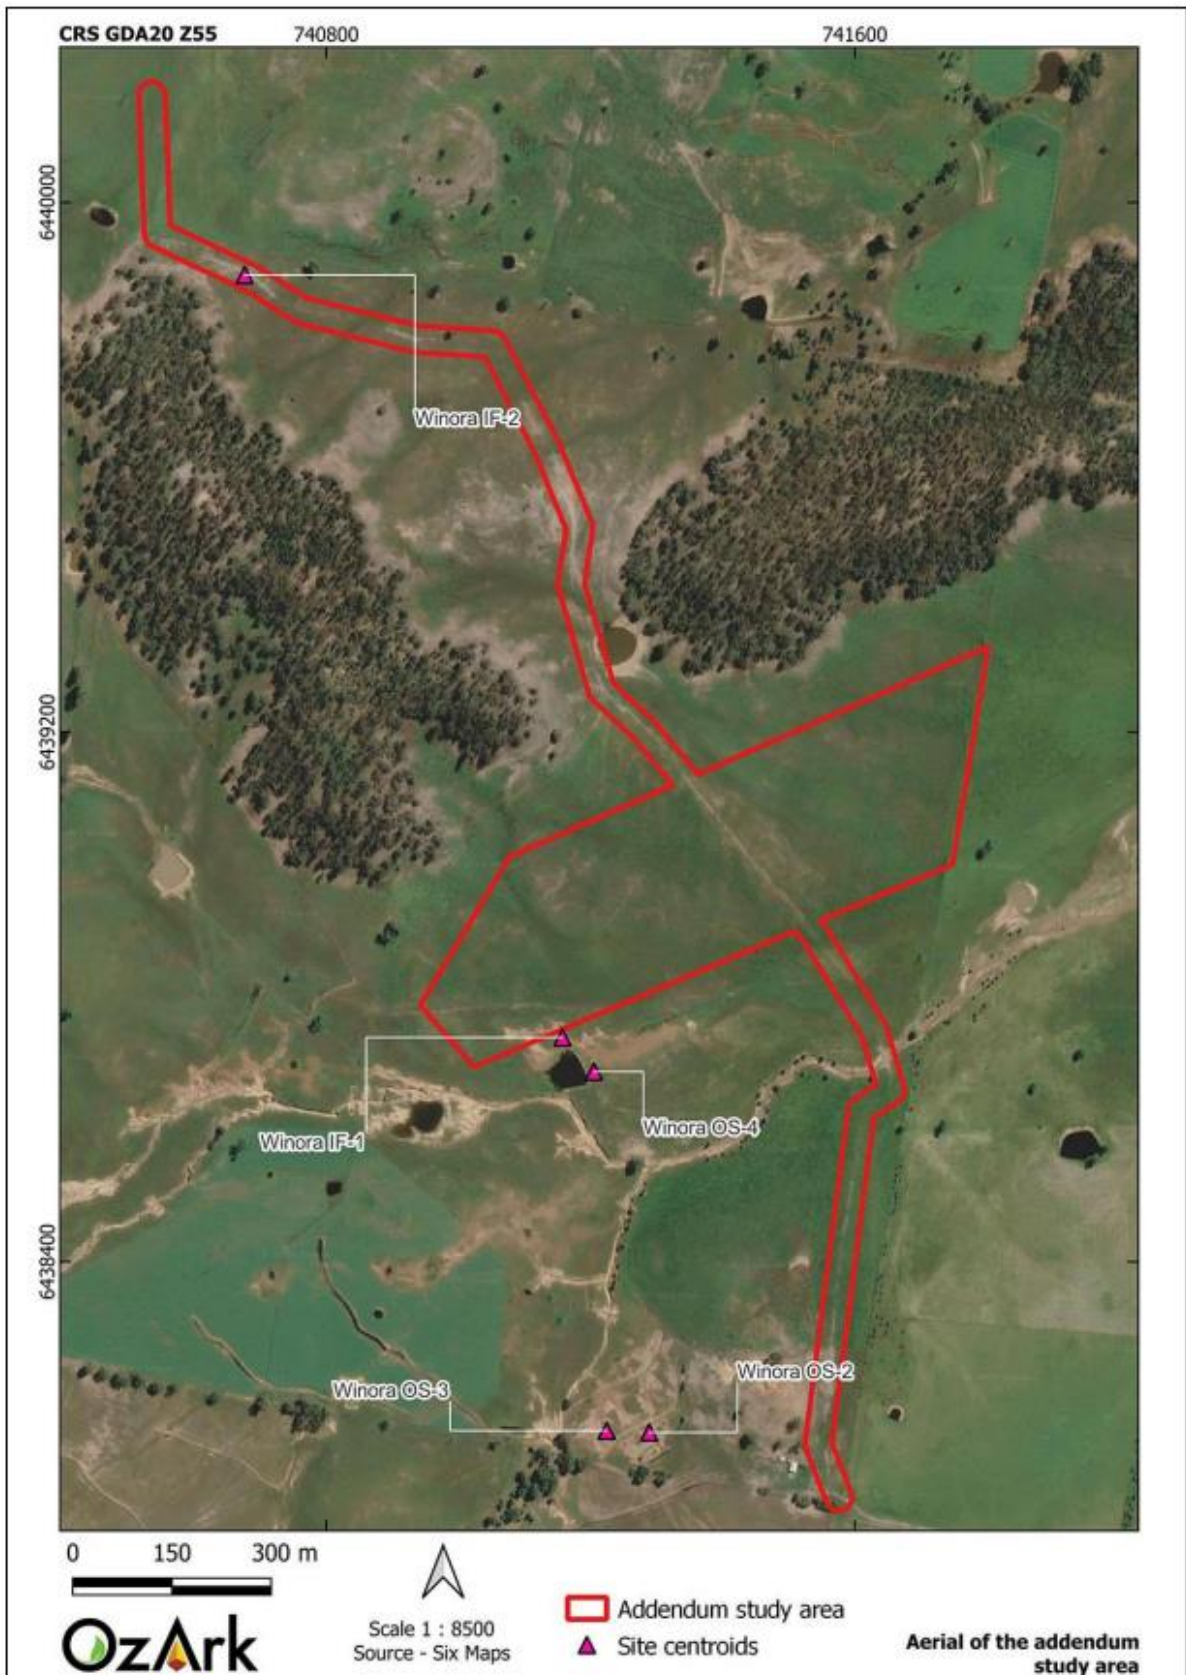 CRS GDA20 Z55
740800
741600
6440000
6439200
6438400
Winora IF-2
Winora IF-1
Winora OS-4
Winora OS-3
Winora OS-2
0 150 300 m
Scale 1 : 8500
Source - Six Maps
OzArk
Addendum study area
Site centroids
Aerial of the addendum
study area